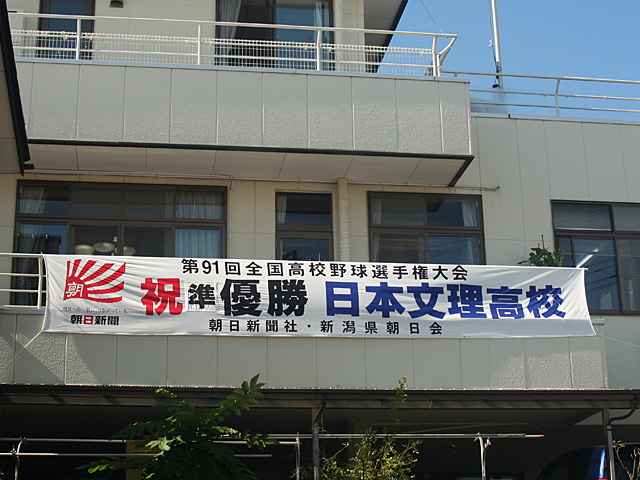 第91回全国高校野球選手権大会
朝
祝準優勝 日本文理高校
朝日新聞
朝日新聞社・新潟県朝日会